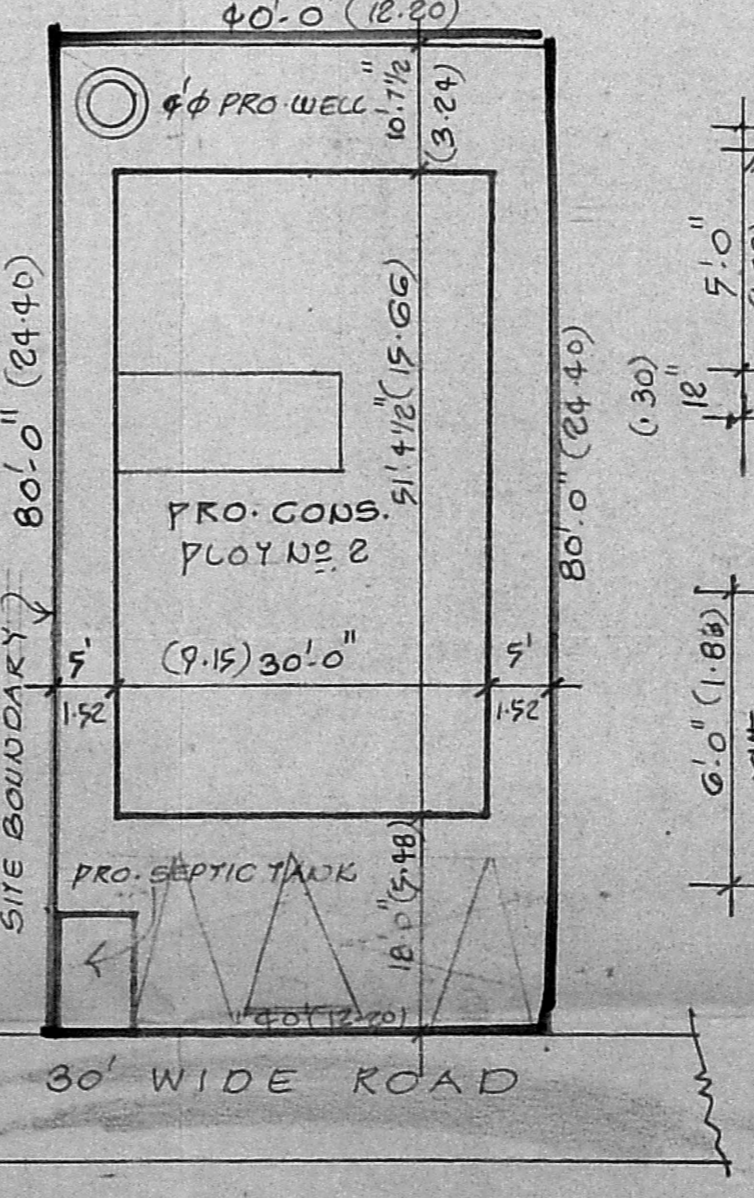 40'-0" (12.20)
4'φ PRO. WELL
10'.7½"
(3.24)
80'-0" (24.40)
51'.4½" (15.66)
80'.0" (24.40)
PRO. CONS.
PLOY Nº 2
SITE BOUNDARY
5'
(9.15) 30'-0"
5'
1.52
1.52
PRO. SEPTIC TANK
18'.0" (5.48)
40' (12.20)
30' WIDE ROAD
5'.0"
(.30)
12"
6'.0"